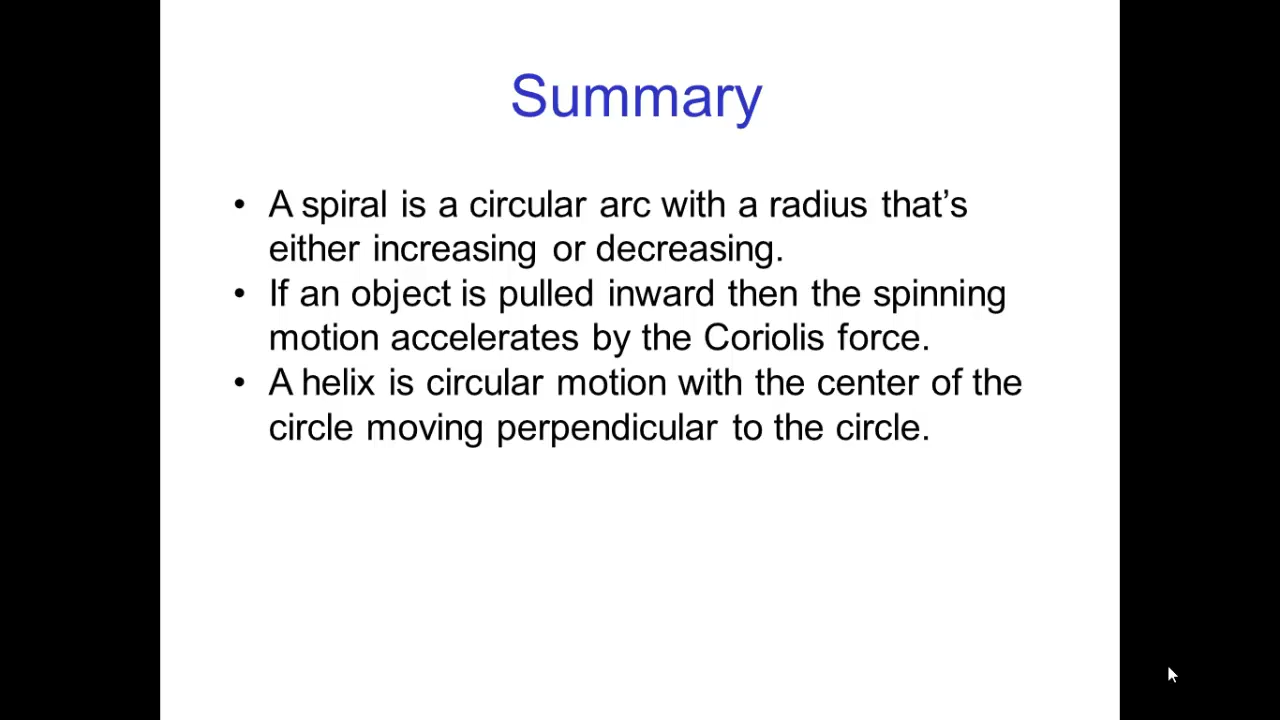 Summary
• A spiral is a circular arc with a radius that’s
either increasing or decreasing.
• If an object is pulled inward then the spinning
motion accelerates by the Coriolis force.
• A helix is circular motion with the center of the
circle moving perpendicular to the circle.